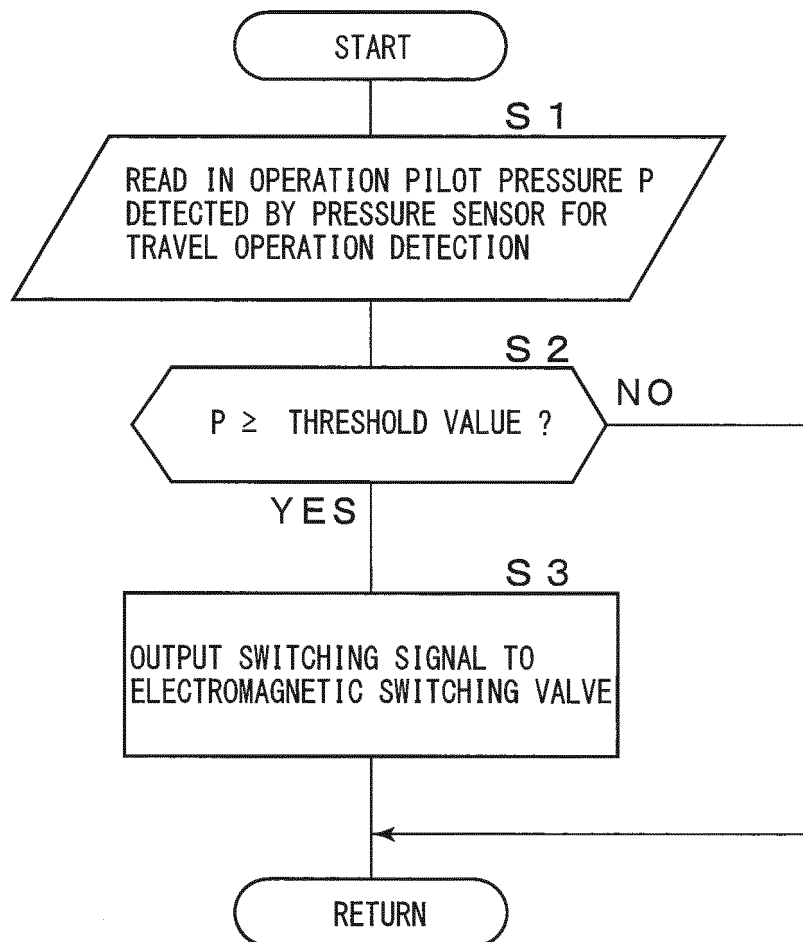 START
S 1
READ IN OPERATION PILOT PRESSURE P
DETECTED BY PRESSURE SENSOR FOR
TRAVEL OPERATION DETECTION
S 2
P ≥ THRESHOLD VALUE ?
NO
YES
S 3
OUTPUT SWITCHING SIGNAL TO
ELECTROMAGNETIC SWITCHING VALVE
RETURN